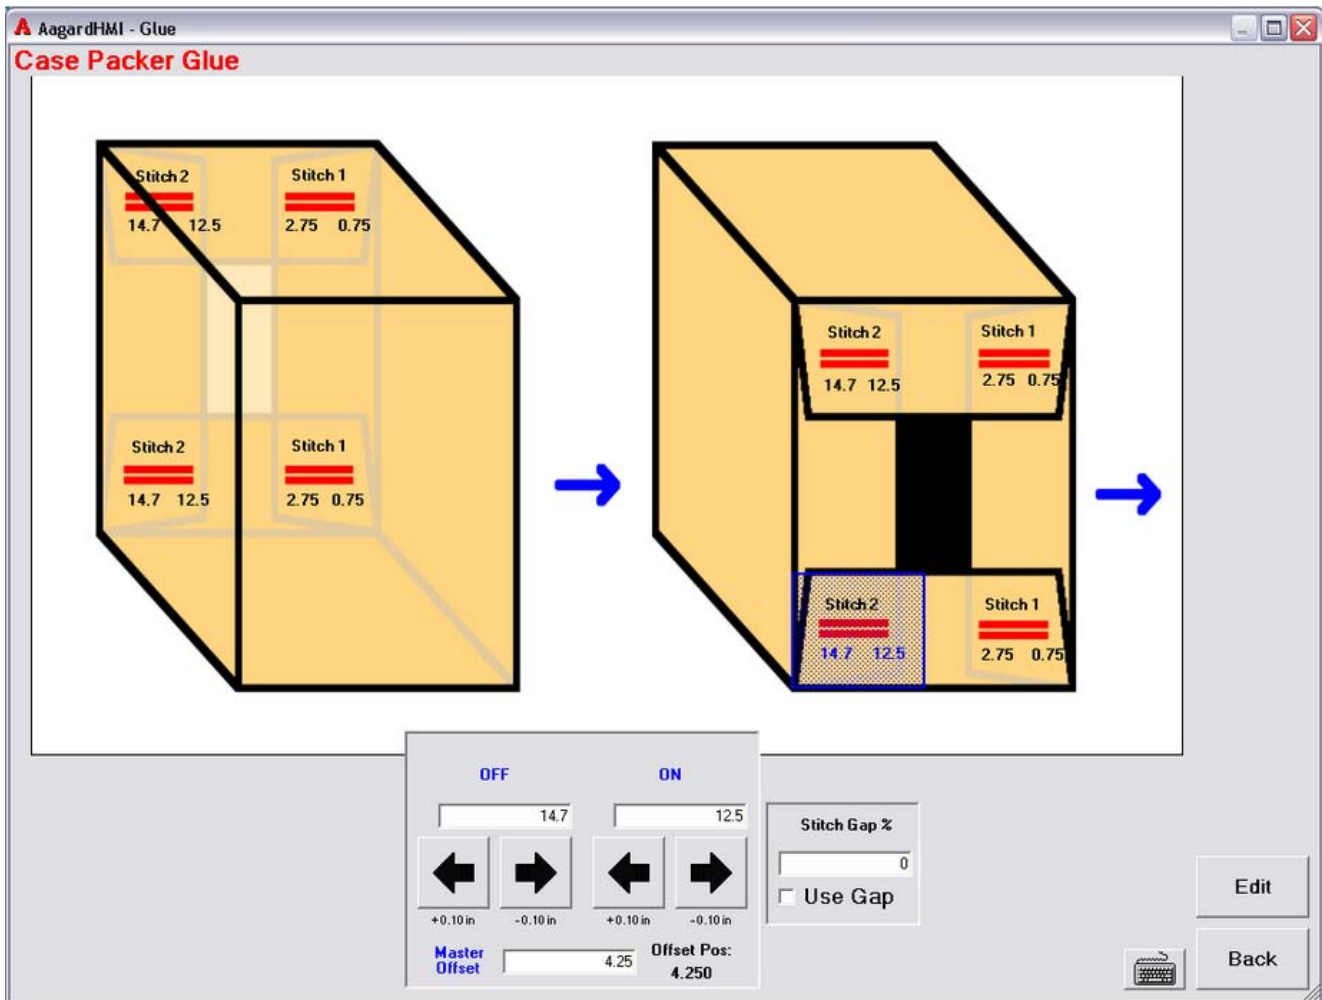 AagardHMI - Glue
Case Packer Glue
Stitch 2 Stitch 1
14.7 12.5 2.75 0.75
Stitch 2 Stitch 1
14.7 12.5 2.75 0.75
Stitch 2 Stitch 1
14.7 12.5 2.75 0.75
Stitch 2 Stitch 1
14.7 12.5 2.75 0.75
OFF ON
14.7 12.5
+0.10 in -0.10 in +0.10 in -0.10 in
Master
Offset
4.25
Offset Pos:
4.250
Stitch Gap %
0
Use Gap
Edit
Back